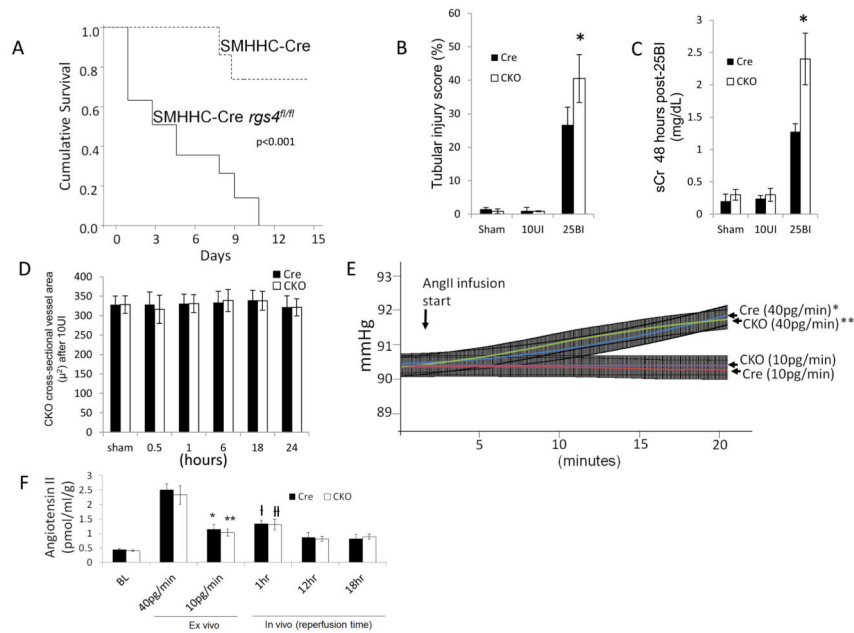 A
Cumulative Survival
1.0
0.8
0.6
0.4
0.2
0.0
SMHHC-Cre
SMHHC-Cre rgs4fl/fl
p<0.001
0 3 6 9 12 15
Days
B
Tubular injury score (%)
60
50
40
30
20
10
0
Cre
CKO
*
Sham 10UI 25BI
C
sCr 48 hours post-25BI
(mg/dL)
3
2.5
2
1.5
1
0.5
0
Cre
CKO
*
Sham 10UI 25BI
D
CKO cross-sectional vessel area
(μ²) after 10UI
400
350
300
250
200
150
100
50
0
Cre
CKO
sham 0.5 1 6 18 24
(hours)
E
mmHg
93
92
91
90
89
AngII infusion
start
Cre (40pg/min)*
CKO (40pg/min)**
CKO (10pg/min)
Cre (10pg/min)
5 10 15 20
(minutes)
F
Angiotensin II
(pmol/ml/g)
3
2.5
2
1.5
1
0.5
0
Cre CKO
* **
ƚ ƚƚ
BL 40pg/min 10pg/min 1hr 12hr 18hr
Ex vivo In vivo (reperfusion time)